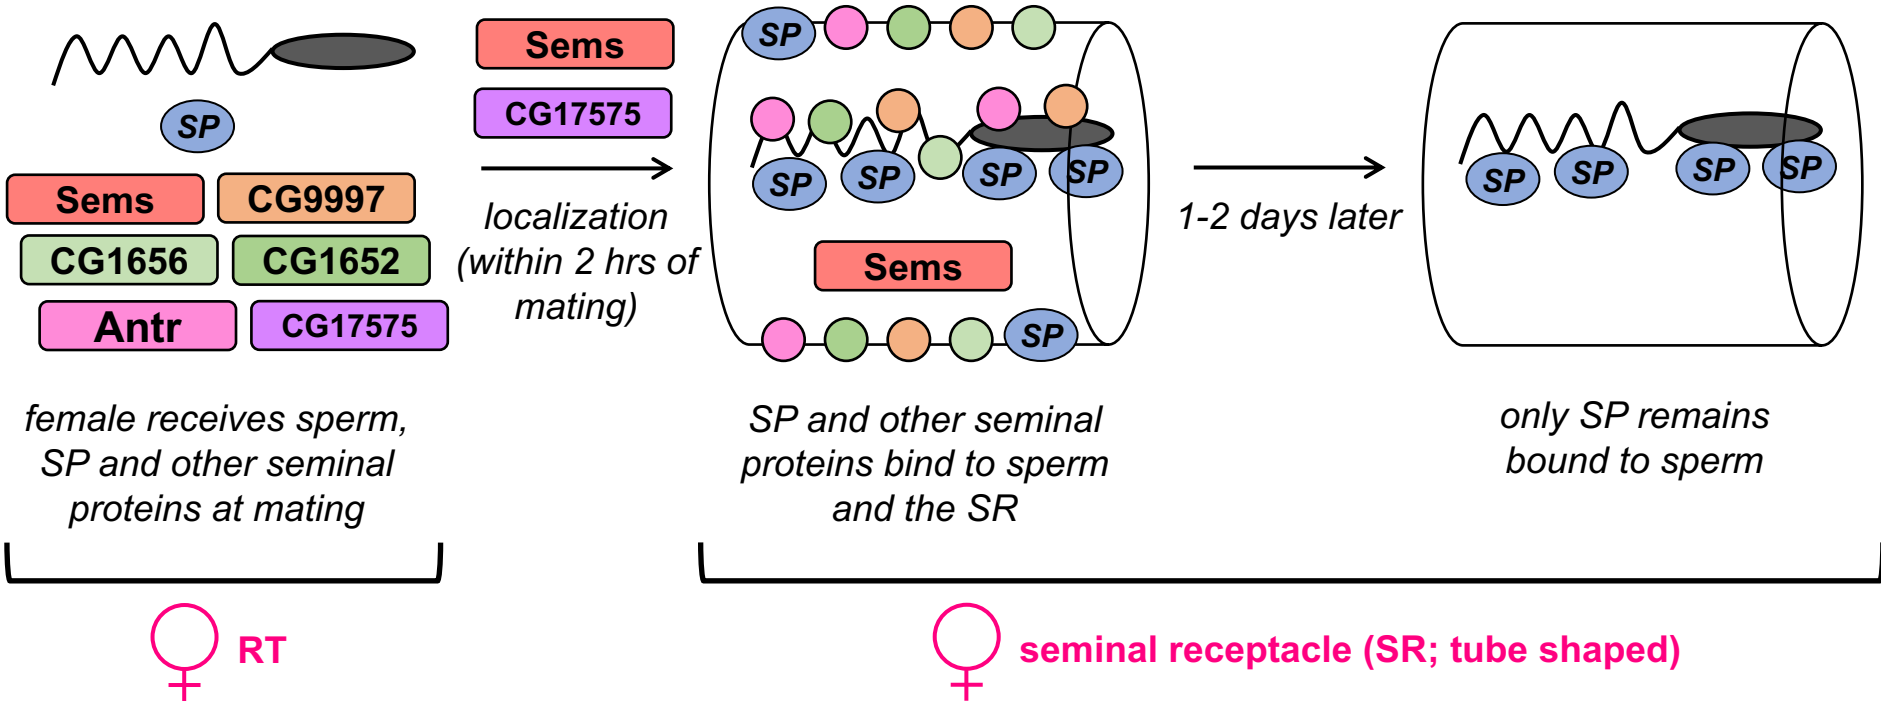 SP
Sems
CG9997
CG1656
CG1652
Antr
CG17575
female receives sperm,
SP and other seminal
proteins at mating
Sems
CG17575
localization
(within 2 hrs of
mating)
SP
SP
SP
SP
SP
Sems
SP
SP and other seminal
proteins bind to sperm
and the SR
1-2 days later
SP
SP
SP
SP
only SP remains
bound to sperm
RT
seminal receptacle (SR; tube shaped)